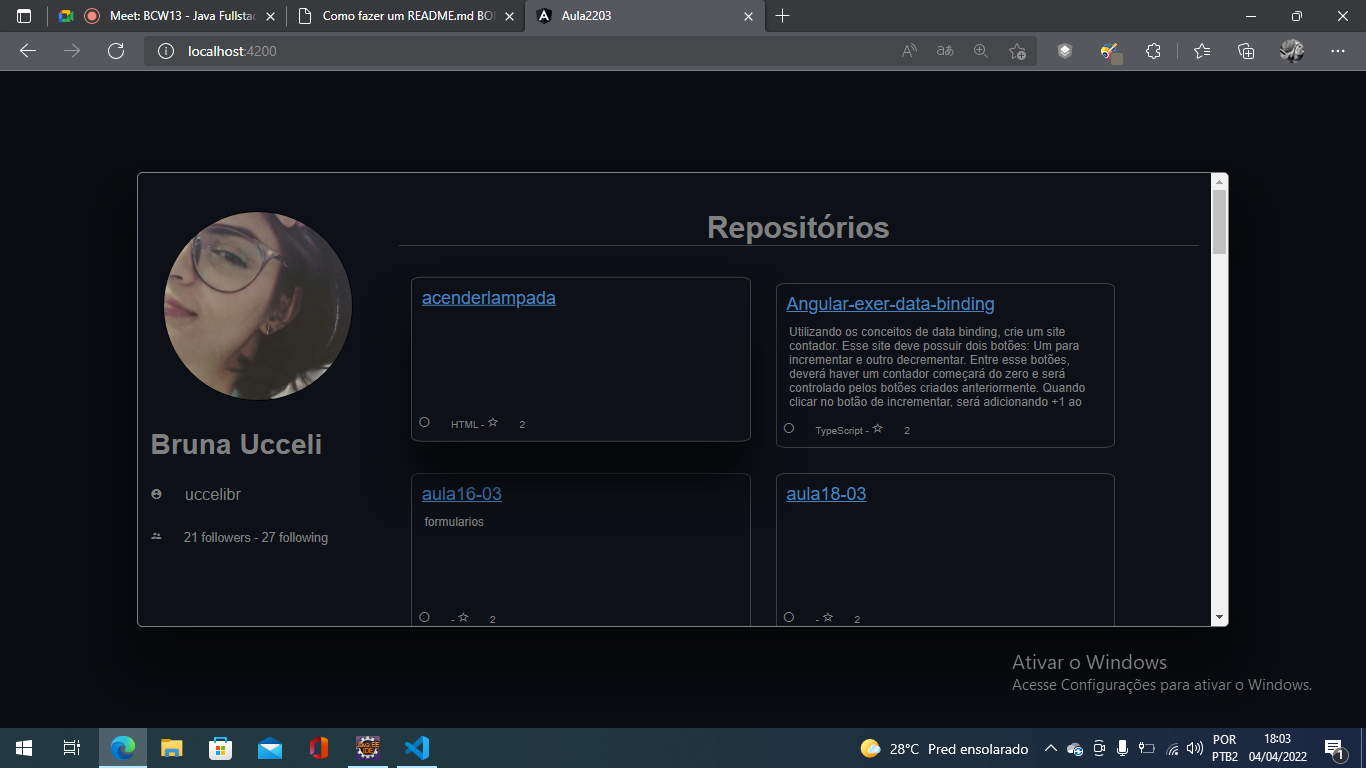 Meet: BCW13 - Java Fullstac
Como fazer um README.md BO
Aula2203
localhost:4200
Repositórios
Bruna Ucceli
uccelibr
21 followers - 27 following
acenderlampada
HTML - 2
Angular-exer-data-binding
Utilizando os conceitos de data binding, crie um site
contador. Esse site deve possuir dois botões: Um para
incrementar e outro decrementar. Entre esse botões,
deverá haver um contador começará do zero e será
controlado pelos botões criados anteriormente. Quando
clicar no botão de incrementar, será adicionando +1 ao
TypeScript - 2
aula16-03
formularios
- 2
aula18-03
- 2
Ativar o Windows
Acesse Configurações para ativar o Windows.
28°C Pred ensolarado
POR
PTB2
18:03
04/04/2022
1